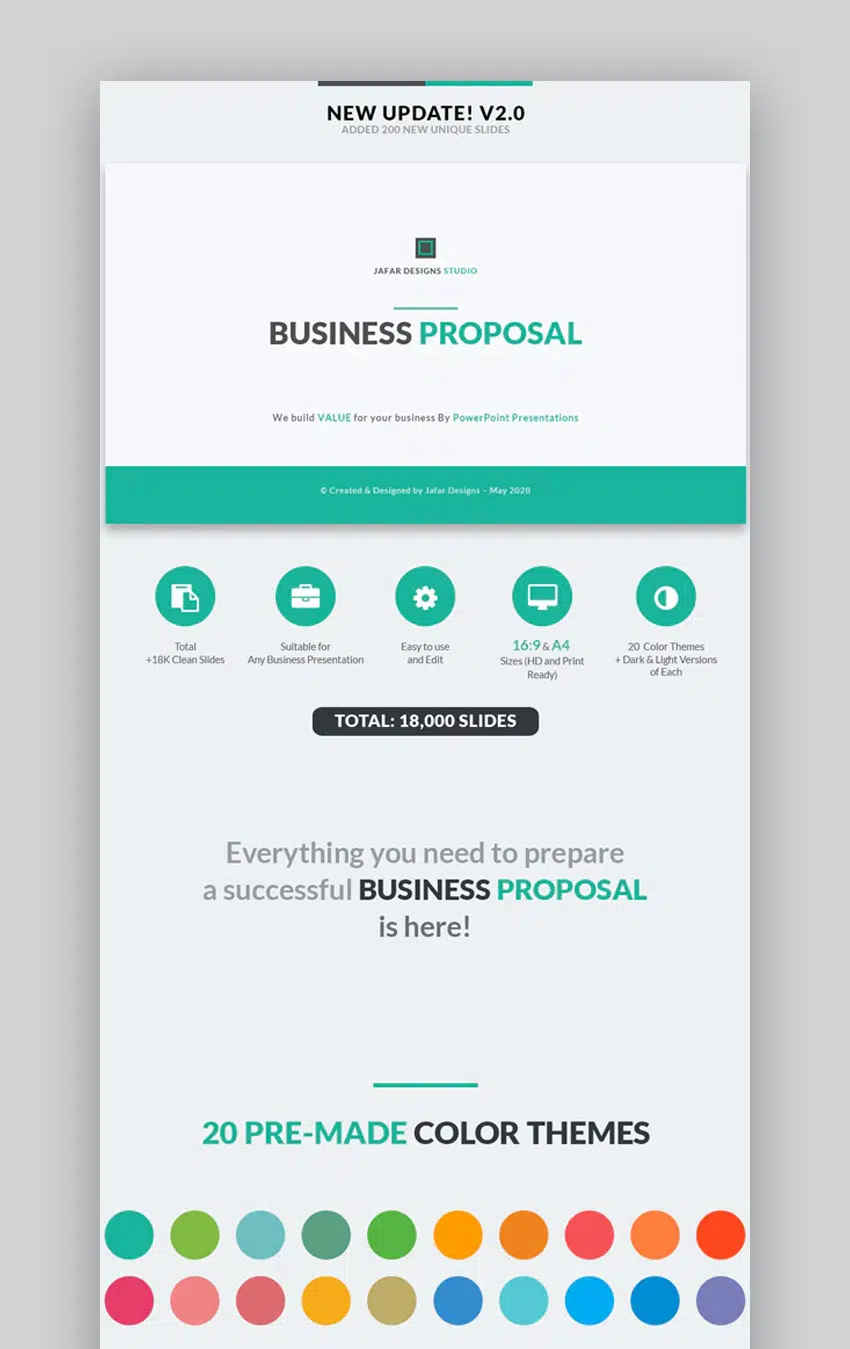 NEW UPDATE! V2.0
ADDED 200 NEW UNIQUE SLIDES
JAFAR DESIGNS STUDIO
BUSINESS PROPOSAL
We build VALUE for your business By PowerPoint Presentations
© Created & Designed by Jafar Designs – May 2020
Total
+18K Clean Slides
Suitable for
Any Business Presentation
Easy to use
and Edit
16:9 & A4
Sizes (HD and Print
Ready)
20 Color Themes
+ Dark & Light Versions
of Each
TOTAL: 18,000 SLIDES
Everything you need to prepare
a successful BUSINESS PROPOSAL
is here!
20 PRE-MADE COLOR THEMES